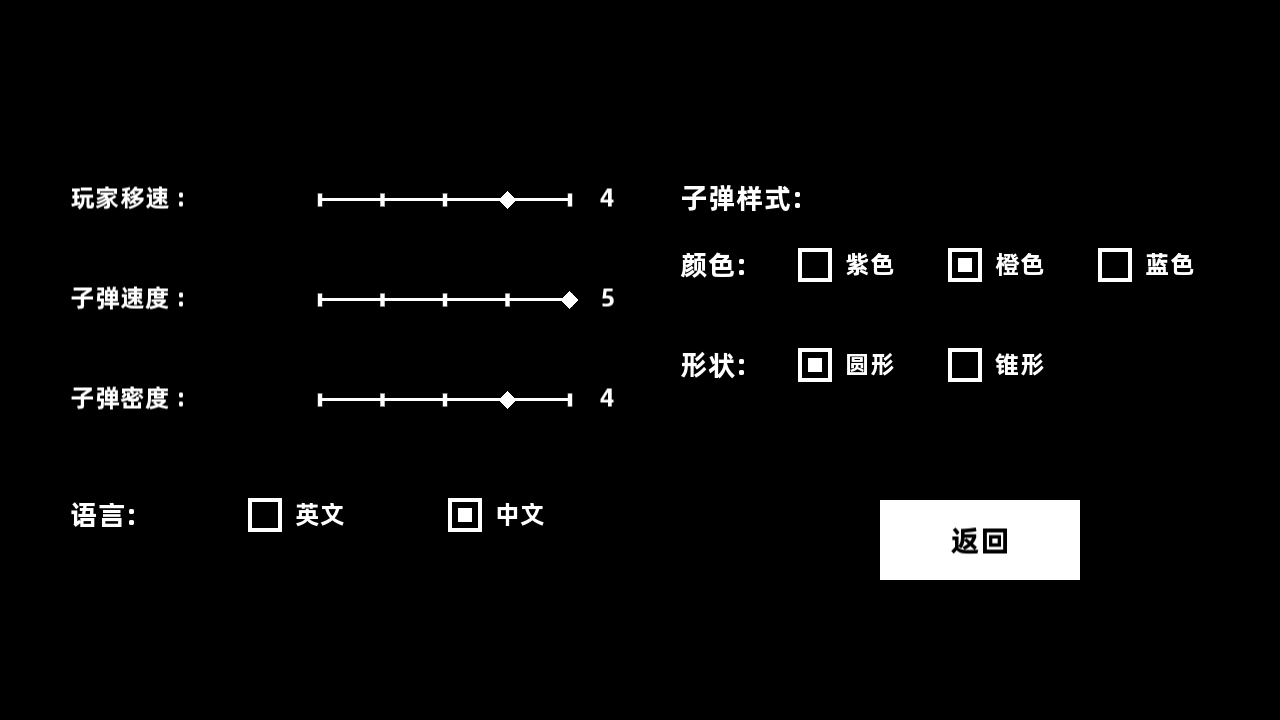 玩家移速 : 4
子弹速度 : 5
子弹密度 : 4
语言: 英文 中文
子弹样式:
颜色: 紫色 橙色 蓝色
形状: 圆形 锥形
返回